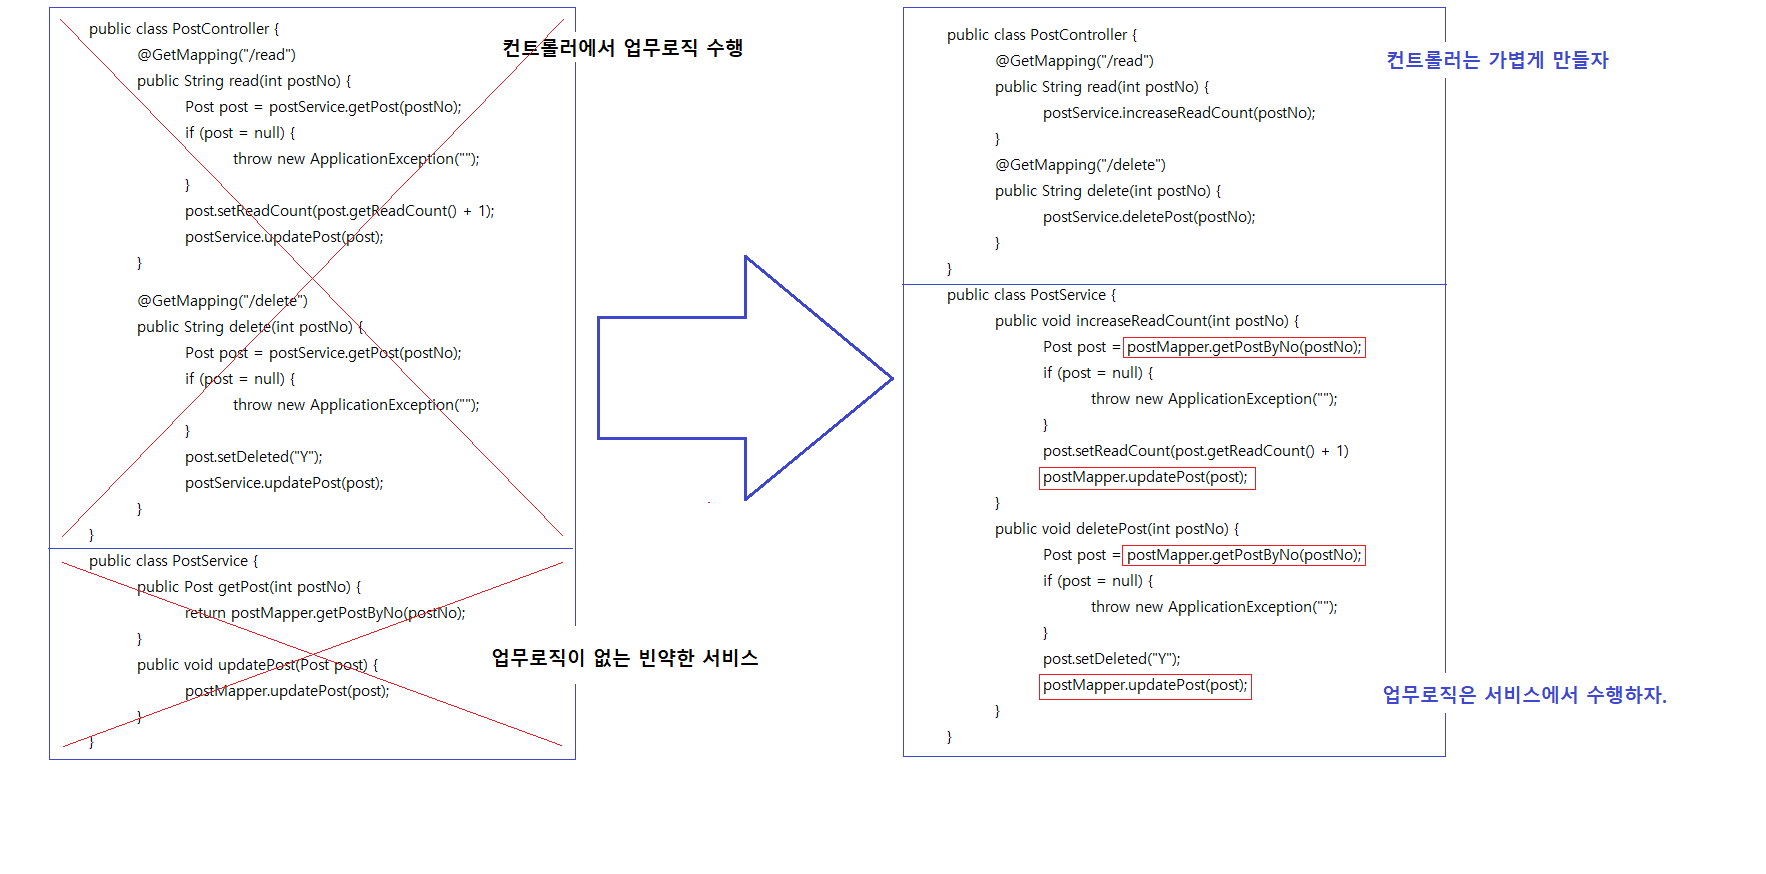 public class PostController {
@GetMapping("/read")
public String read(int postNo) {
Post post = postService.getPost(postNo);
if (post = null) {
throw new ApplicationException("");
}
post.setReadCount(post.getReadCount() + 1);
postService.updatePost(post);
}
@GetMapping("/delete")
public String delete(int postNo) {
Post post = postService.getPost(postNo);
if (post = null) {
throw new ApplicationException("");
}
post.setDeleted("Y");
postService.updatePost(post);
}
}
컨트롤러에서 업무로직 수행
public class PostService {
public Post getPost(int postNo) {
return postMapper.getPostByNo(postNo);
}
public void updatePost(Post post) {
postMapper.updatePost(post);
}
}
업무로직이 없는 빈약한 서비스
public class PostController {
@GetMapping("/read")
public String read(int postNo) {
postService.increaseReadCount(postNo);
}
@GetMapping("/delete")
public String delete(int postNo) {
postService.deletePost(postNo);
}
}
컨트롤러는 가볍게 만들자
public class PostService {
public void increaseReadCount(int postNo) {
Post post = postMapper.getPostByNo(postNo);
if (post = null) {
throw new ApplicationException("");
}
post.setReadCount(post.getReadCount() + 1)
postMapper.updatePost(post);
}
public void deletePost(int postNo) {
Post post = postMapper.getPostByNo(postNo);
if (post = null) {
throw new ApplicationException("");
}
post.setDeleted("Y");
postMapper.updatePost(post);
}
}
업무로직은 서비스에서 수행하자.